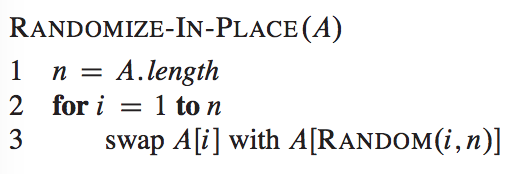 RANDOMIZE-IN-PLACE(A)
1 n = A.length
2 for i = 1 to n
3 swap A[i] with A[RANDOM(i, n)]